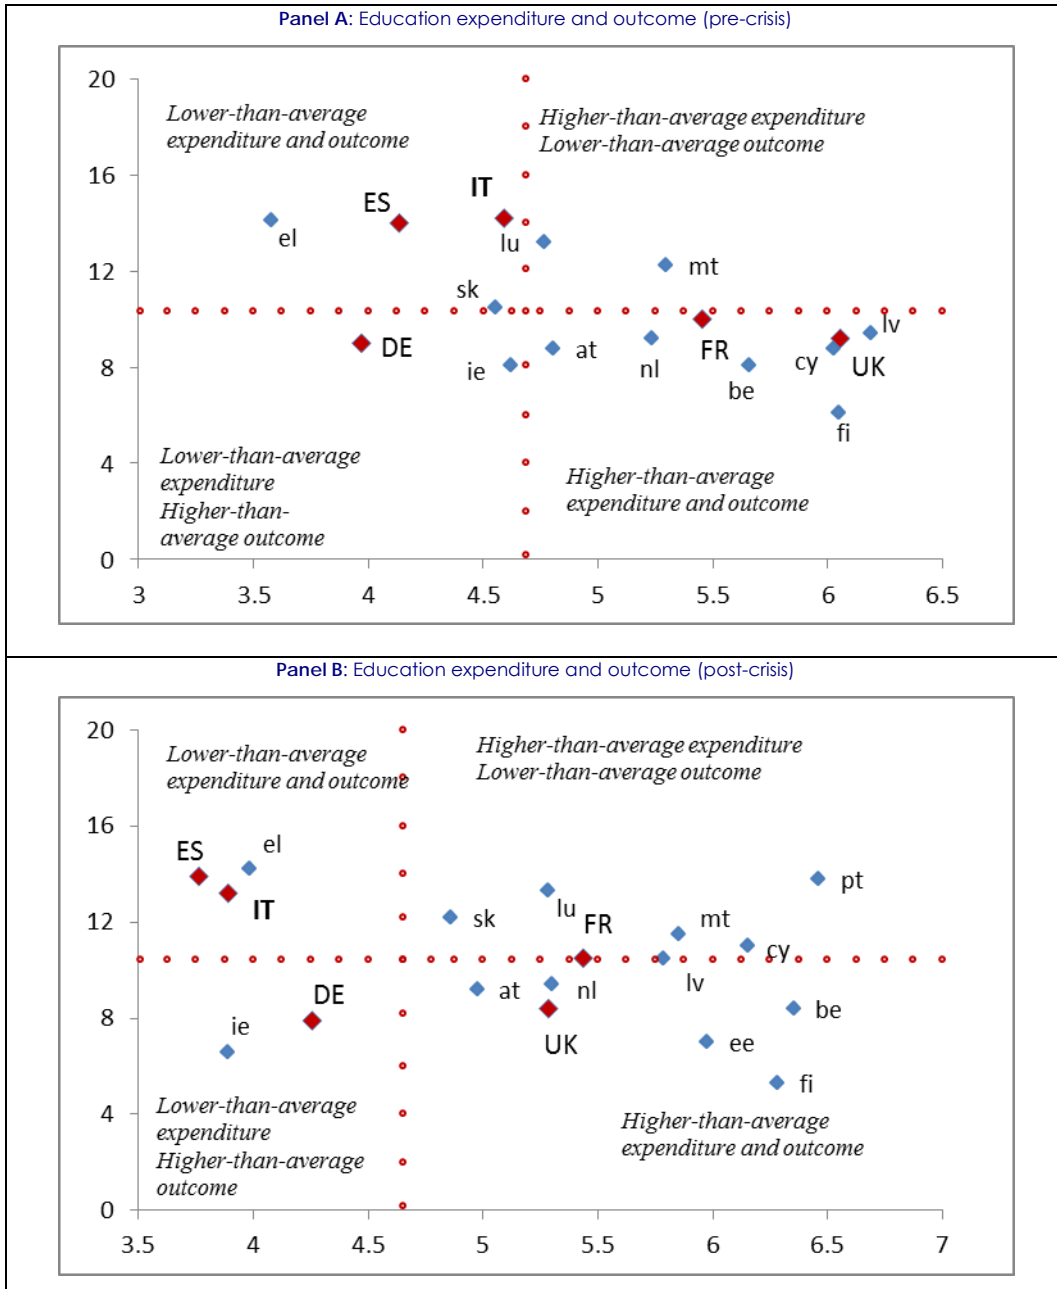 Panel A: Education expenditure and outcome (pre-crisis)
20
Lower-than-average
expenditure and outcome
Higher-than-average expenditure
Lower-than-average outcome
16
ES
IT
el
lu
mt
12
sk
lv
DE
ie
at
nl
FR
be
cy
UK
8
fi
4
Lower-than-average
expenditure
Higher-than-
average outcome
Higher-than-average
expenditure and outcome
0
3 3.5 4 4.5 5 5.5 6 6.5
Panel B: Education expenditure and outcome (post-crisis)
20
Lower-than-average
expenditure and outcome
Higher-than-average expenditure
Lower-than-average outcome
16
ES
el
IT
sk
lu
FR
mt
cy
pt
12
DE
ie
at
nl
UK
lv
ee
be
fi
8
4
Lower-than-average
expenditure
Higher-than-average
outcome
Higher-than-average
expenditure and outcome
0
3.5 4 4.5 5 5.5 6 6.5 7